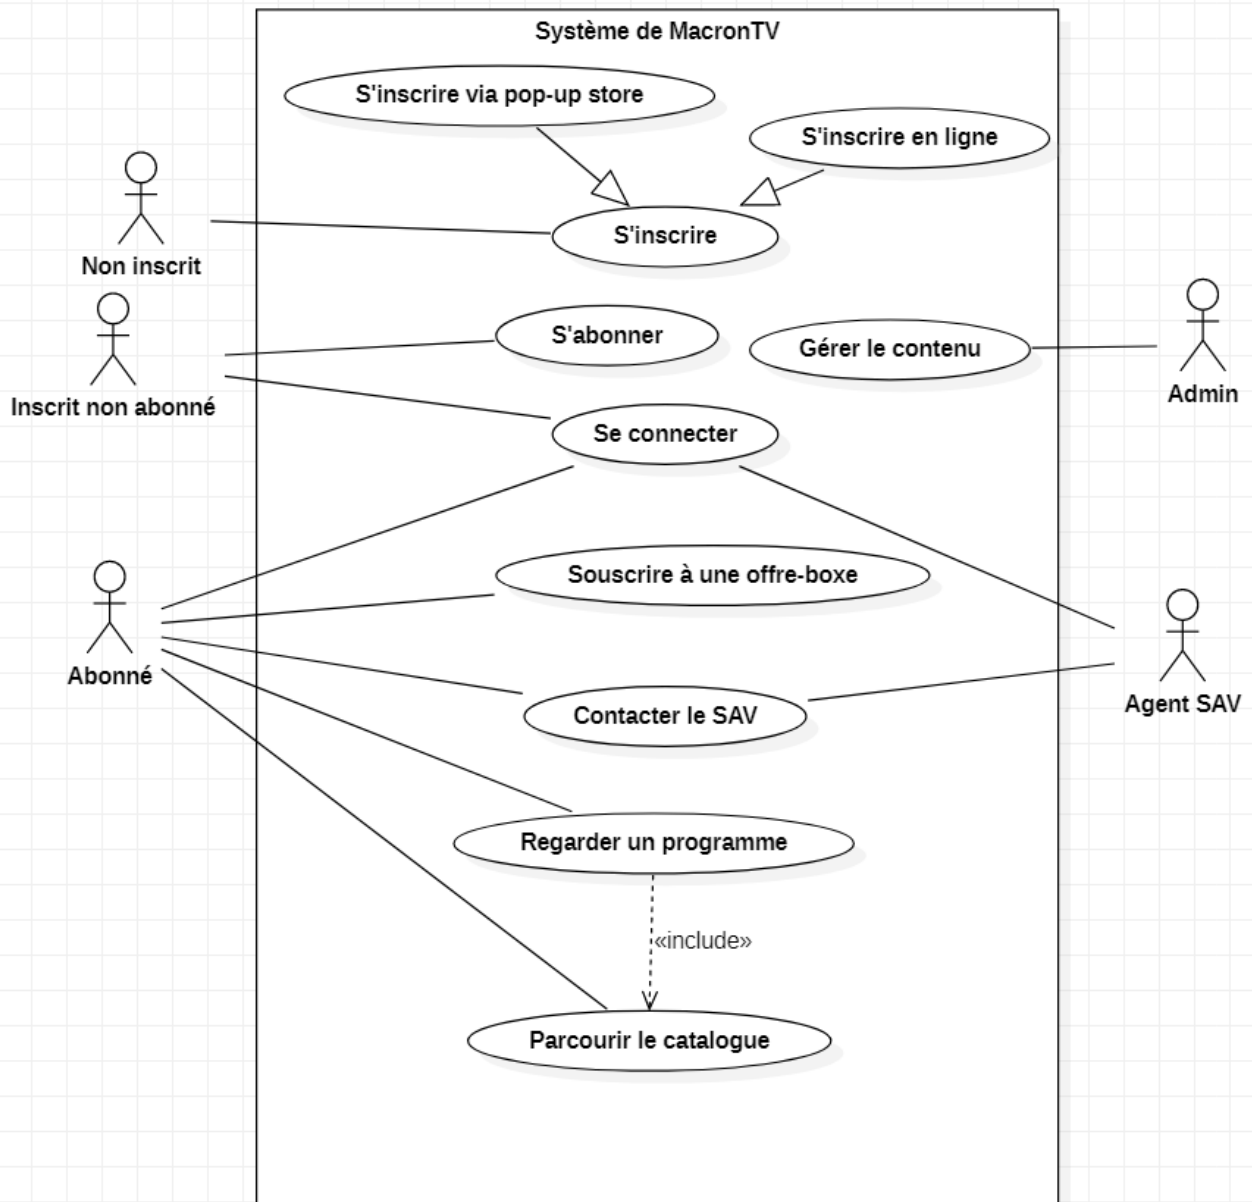 Système de MacronTV
S'inscrire via pop-up store
S'inscrire en ligne
S'inscrire
Non inscrit
S'abonner
Gérer le contenu
Admin
Inscrit non abonné
Se connecter
Souscrire à une offre-boxe
Abonné
Agent SAV
Contacter le SAV
Regarder un programme
«include»
Parcourir le catalogue